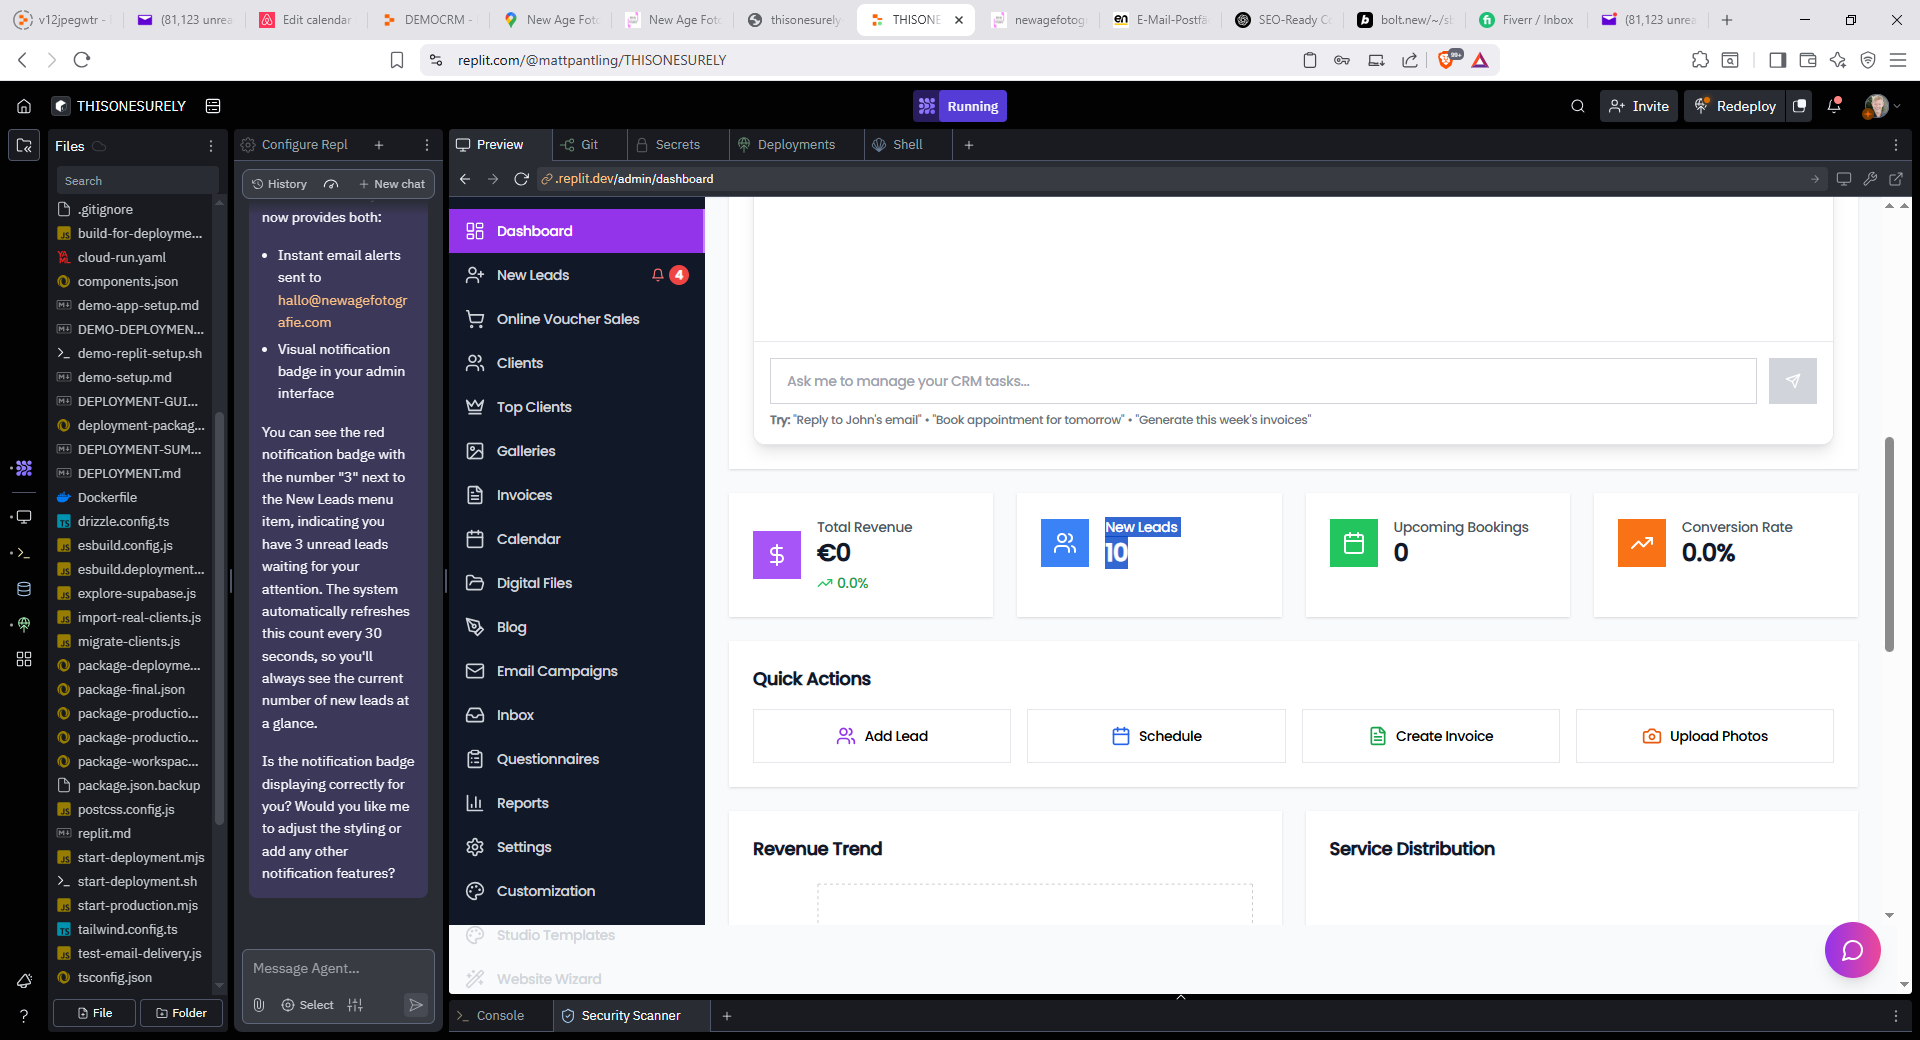 v12jpegwtr -
(81,123 unrea
Edit calendar
DEMOCRM -
New Age Fot
New Age Fot
thisonesurely
THISONE
newagefotog
E-Mail-Postfä
SEO-Ready Co
bolt.new/~/sb
Fiverr / Inbox
(81,123 unrea
replit.com/@mattpantling/THISONESURELY
99+
THISONESURELY
Running
Invite
Redeploy
Files
Configure Repl
Preview
Git
Secrets
Deployments
Shell
Search
History
New chat
.replit.dev/admin/dashboard
.gitignore
build-for-deployme...
cloud-run.yaml
components.json
demo-app-setup.md
DEMO-DEPLOYMEN...
demo-replit-setup.sh
demo-setup.md
DEPLOYMENT-GUI...
deployment-packag...
DEPLOYMENT-SUM...
DEPLOYMENT.md
Dockerfile
drizzle.config.ts
esbuild.config.js
esbuild.deployment...
explore-supabase.js
import-real-clients.js
migrate-clients.js
package-deployme...
package-final.json
package-productio...
package-productio...
package-workspac...
package.json.backup
postcss.config.js
replit.md
start-deployment.mjs
start-deployment.sh
start-production.mjs
tailwind.config.ts
test-email-delivery.js
tsconfig.json
File
Folder
now provides both:
• Instant email alerts
sent to
hallo@newagefotogr
afie.com
• Visual notification
badge in your admin
interface
You can see the red
notification badge with
the number "3" next to
the New Leads menu
item, indicating you
have 3 unread leads
waiting for your
attention. The system
automatically refreshes
this count every 30
seconds, so you'll
always see the current
number of new leads at
a glance.
Is the notification badge
displaying correctly for
you? Would you like me
to adjust the styling or
add any other
notification features?
Message Agent...
Select
Dashboard
New Leads
4
Online Voucher Sales
Clients
Top Clients
Galleries
Invoices
Calendar
Digital Files
Blog
Email Campaigns
Inbox
Questionnaires
Reports
Settings
Customization
Studio Templates
Website Wizard
Ask me to manage your CRM tasks...
Try: "Reply to John's email" • "Book appointment for tomorrow" • "Generate this week's invoices"
Total Revenue
€0
0.0%
New Leads
10
Upcoming Bookings
0
Conversion Rate
0.0%
Quick Actions
Add Lead
Schedule
Create Invoice
Upload Photos
Revenue Trend
Service Distribution
Console
Security Scanner